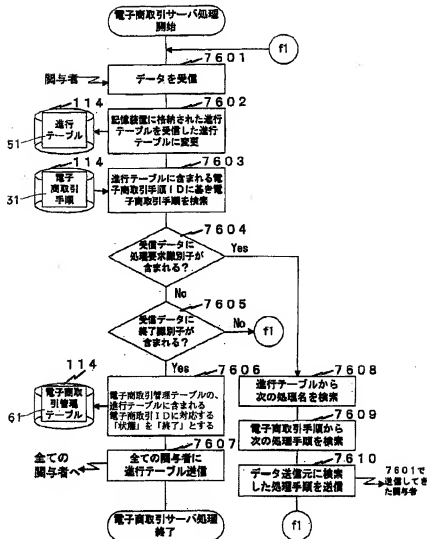 電子商取引サーバ処理
開始
f1
7601
関与者
データを受信
114
7602
進行
テーブル
51
記憶装置に格納された進行
テーブルを受信した進行
テーブルに変更
114
7603
電子
商取引
手順
31
進行テーブルに含まれる電
子商取引手順IDに基き電
子商取引手順を検索
7604
受信データに
処理要求識別子が
含まれる?
Yes
No
7605
受信データに
終了識別子が
含まれる?
No
f1
Yes
114
7606
7608
電子商取
引管理
テーブル
61
電子商取引管理テーブルの、
進行テーブルに含まれる
電子商取引IDに対応する
「状態」を「終了」とする
進行テーブルから
次の処理名を検索
7609
電子商取引手順から
次の処理手順を検索
7607
全ての
関与者へ
全ての関与者に
進行テーブル送信
7610
データ送信元に検索
した処理手順を送信
7601で
送信してき
た関与者
電子商取引サーバ処理
終了
f1